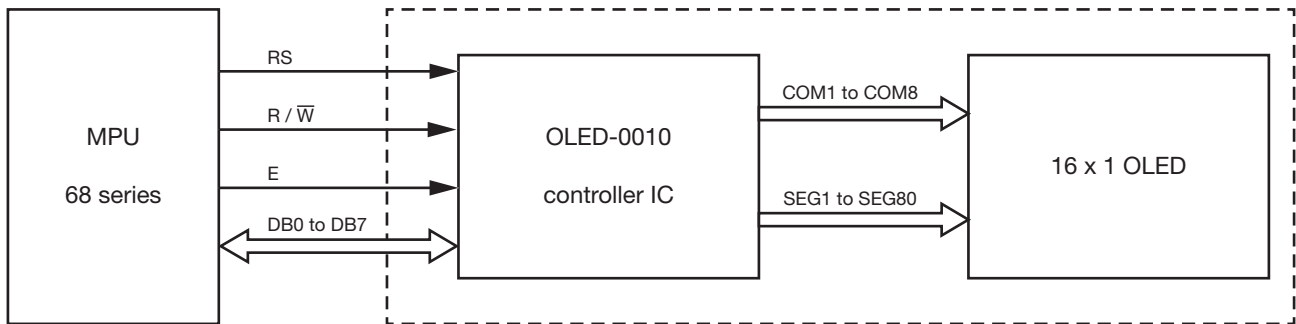 MPU
68 series
RS
R / W̅
E
DB0 to DB7
OLED-0010
controller IC
COM1 to COM8
SEG1 to SEG80
16 x 1 OLED